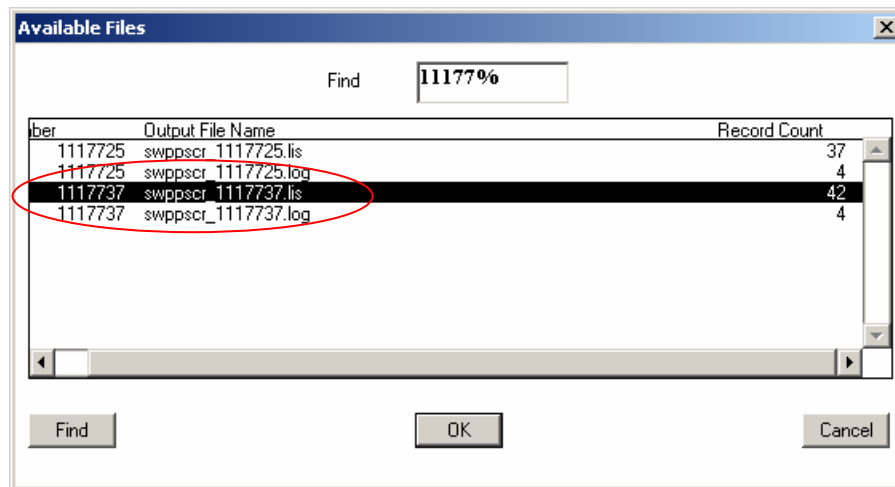 Available Files
Find 11177%
ber Output File Name Record Count
1117725 swppscr_1117725.lis 37
1117725 swppscr_1117725.log 4
1117737 swppscr_1117737.lis 42
1117737 swppscr_1117737.log 4
Find OK Cancel